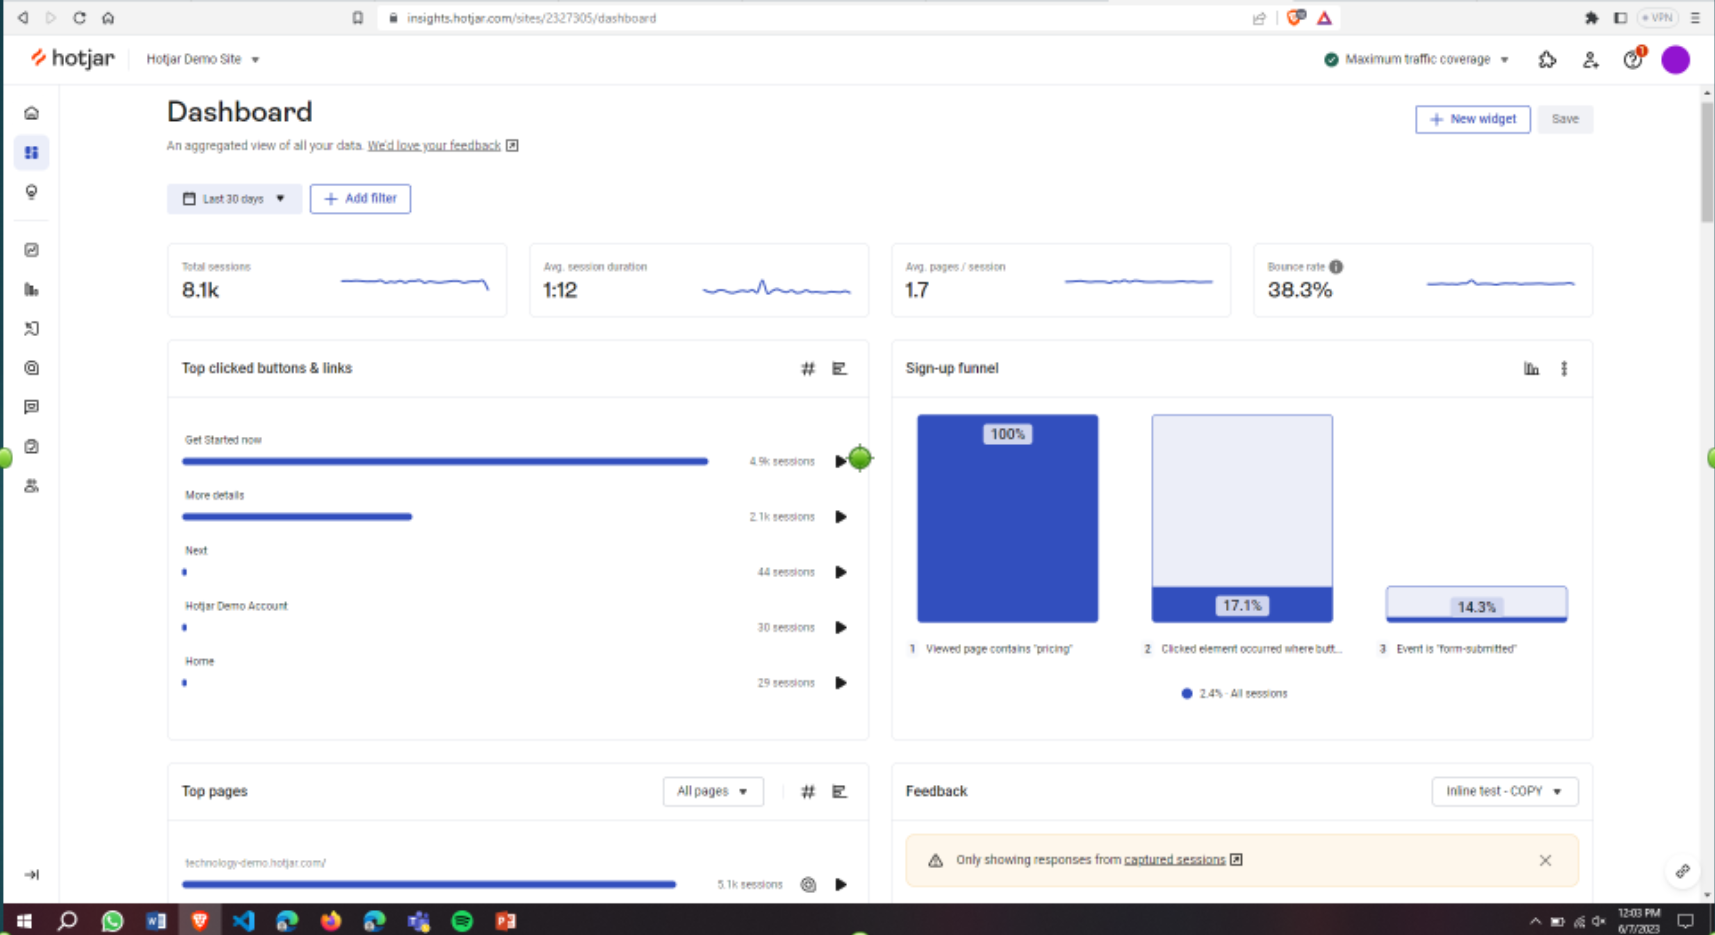 insights.hotjar.com/sites/2327305/dashboard
VPN
hotjar
Hotjar Demo Site
Maximum traffic coverage
1
Dashboard
New widget
Save
An aggregated view of all your data. We'd love your feedback
Last 30 days
Add filter
Total sessions
8.1k
Avg. session duration
1:12
Avg. pages / session
1.7
Bounce rate
38.3%
Top clicked buttons & links
Get Started now
4.9k sessions
More details
2.1k sessions
Next
44 sessions
Hotjar Demo Account
30 sessions
Home
29 sessions
Sign-up funnel
100%
17.1%
14.3%
1 Viewed page contains "pricing"
2 Clicked element occurred where butt...
3 Event is "form-submitted"
2.4% - All sessions
Top pages
All pages
technology-demo.hotjar.com/
5.1k sessions
Feedback
Inline test - COPY
Only showing responses from captured sessions
12:03 PM
6/7/2023